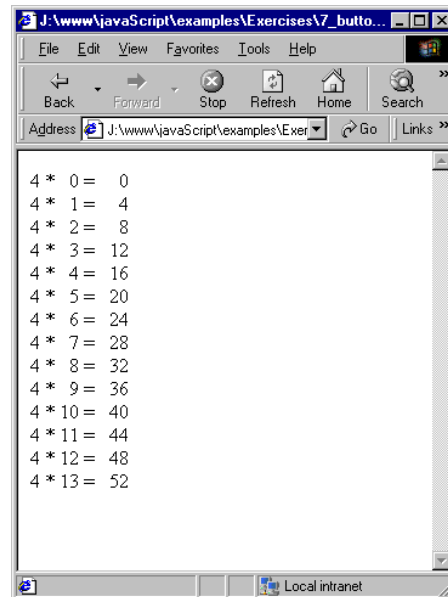 J:\www\javaScript\examples\Exercises\7_butto...
File Edit View Favorites Tools Help
Back Forward Stop Refresh Home Search »
Address J:\www\javaScript\examples\Exer Go Links »
4 * 0 = 0
4 * 1 = 4
4 * 2 = 8
4 * 3 = 12
4 * 4 = 16
4 * 5 = 20
4 * 6 = 24
4 * 7 = 28
4 * 8 = 32
4 * 9 = 36
4 * 10 = 40
4 * 11 = 44
4 * 12 = 48
4 * 13 = 52
Local intranet